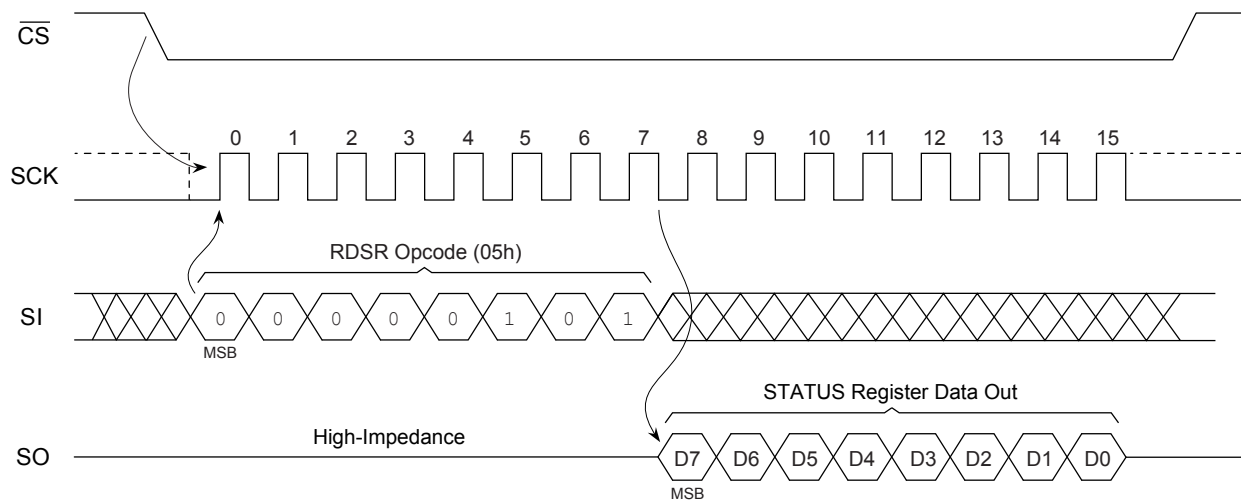 CS
0 1 2 3 4 5 6 7 8 9 10 11 12 13 14 15
SCK
RDSR Opcode (05h)
SI
0 0 0 0 0 1 0 1
MSB
STATUS Register Data Out
High-Impedance
SO
D7 D6 D5 D4 D3 D2 D1 D0
MSB